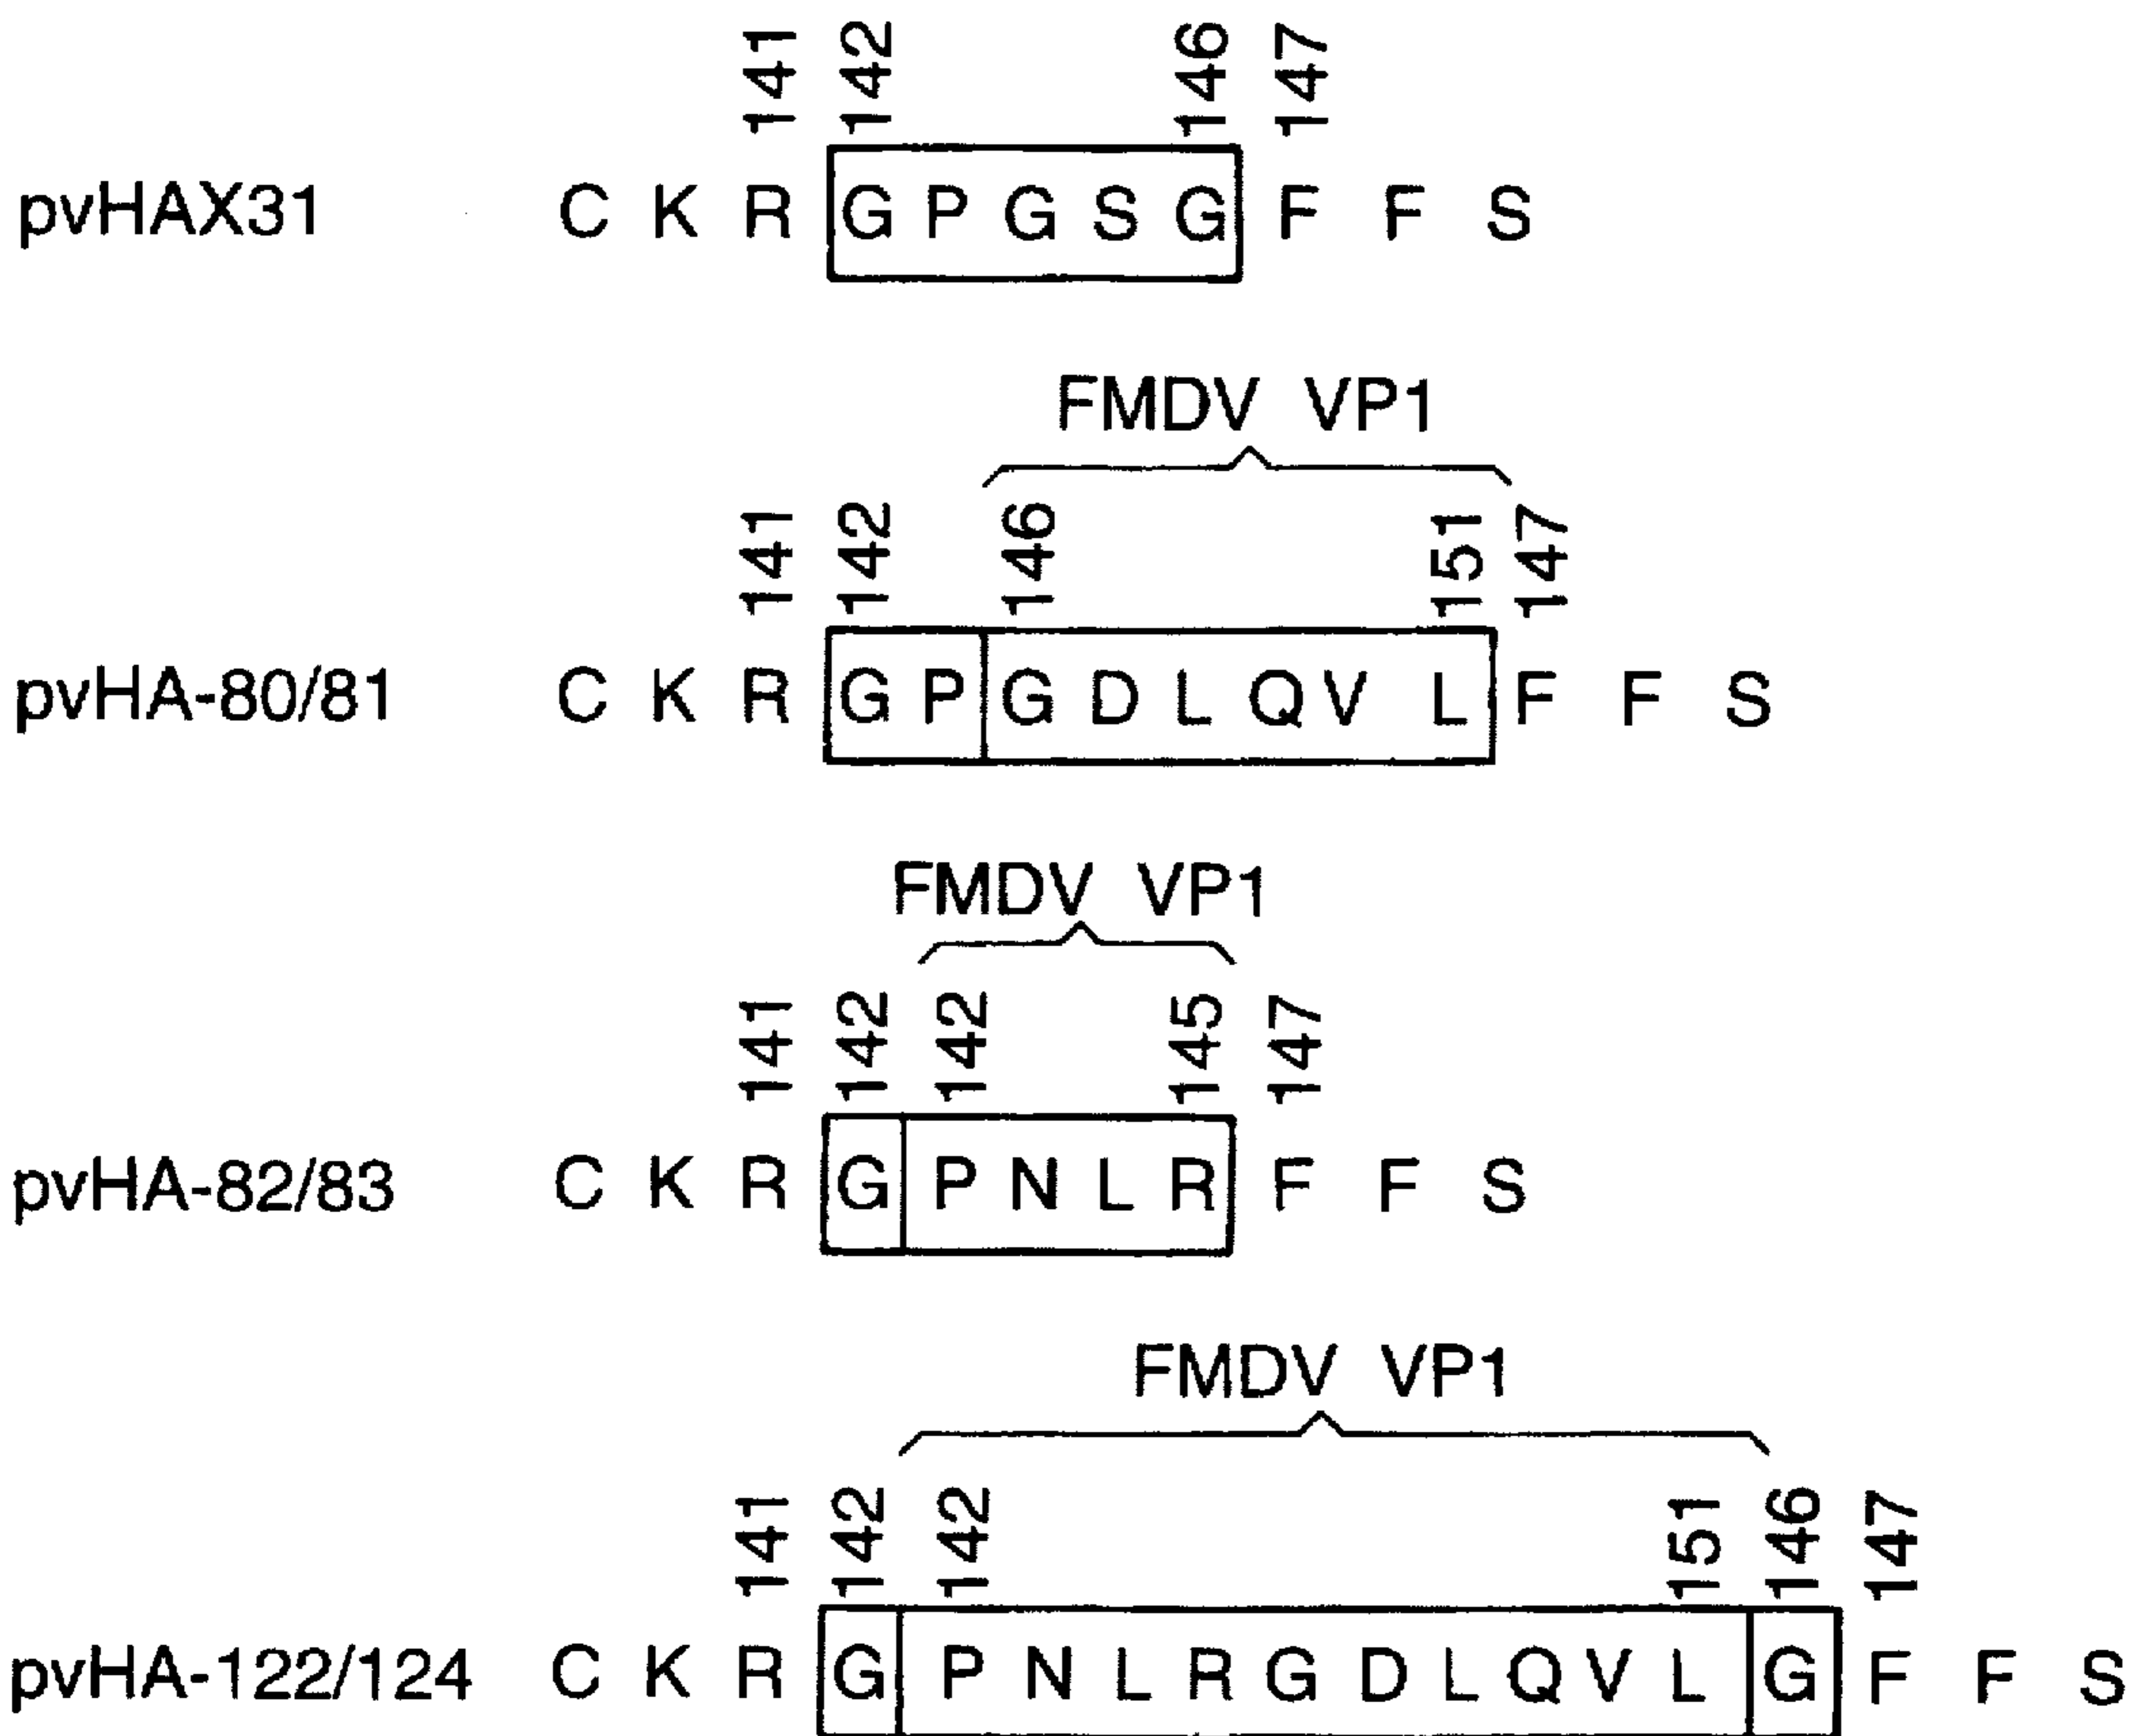 141 142 146 147
pvHAX31 C K R G P G S G F F S
FMDV VP1
141 142 146 151 147
pvHA-80/81 C K R G P G D L Q V L F F S
FMDV VP1
141 142 142 145 147
pvHA-82/83 C K R G P N L R F F S
FMDV VP1
141 142 142 151 146 147
pvHA-122/124 C K R G P N L R G D L Q V L G F F S